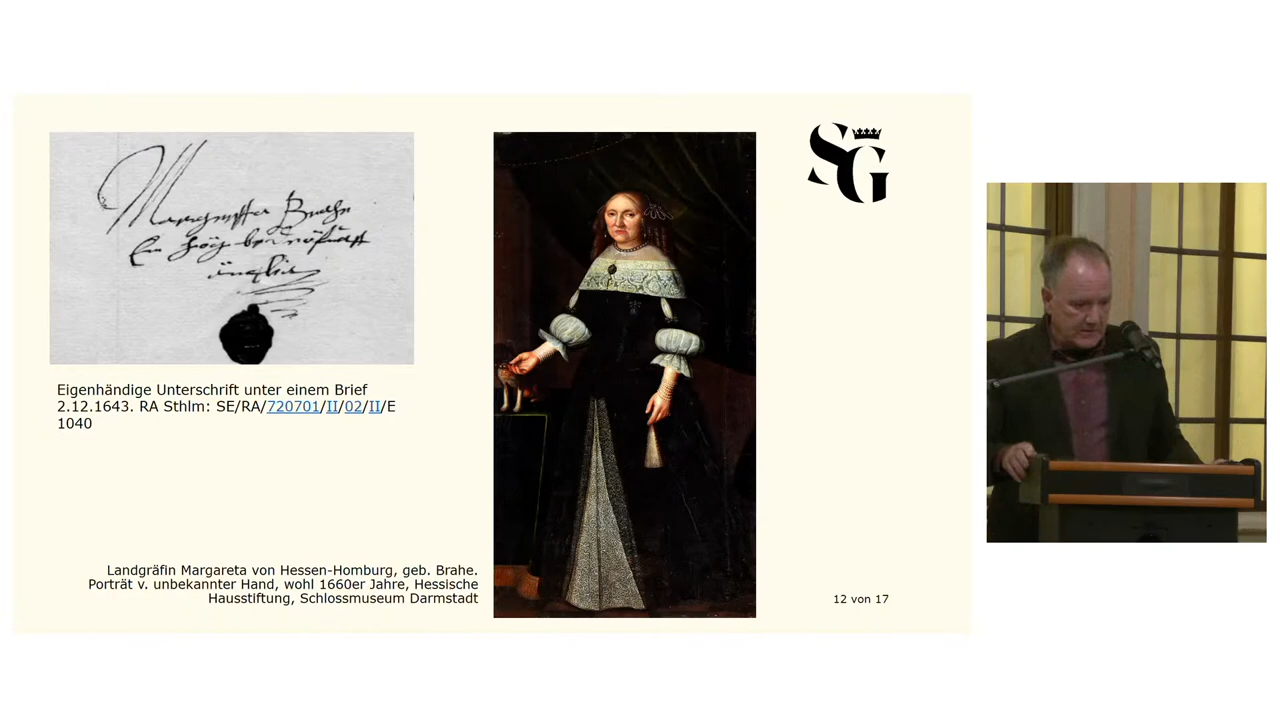 Margretta Brahe
Eigenhändige Unterschrift unter einem Brief
2.12.1643. RA Sthlm: SE/RA/720701/II/02/II/E
1040
Landgräfin Margareta von Hessen-Homburg, geb. Brahe.
Porträt v. unbekannter Hand, wohl 1660er Jahre, Hessische
Hausstiftung, Schlossmuseum Darmstadt
SG
12 von 17